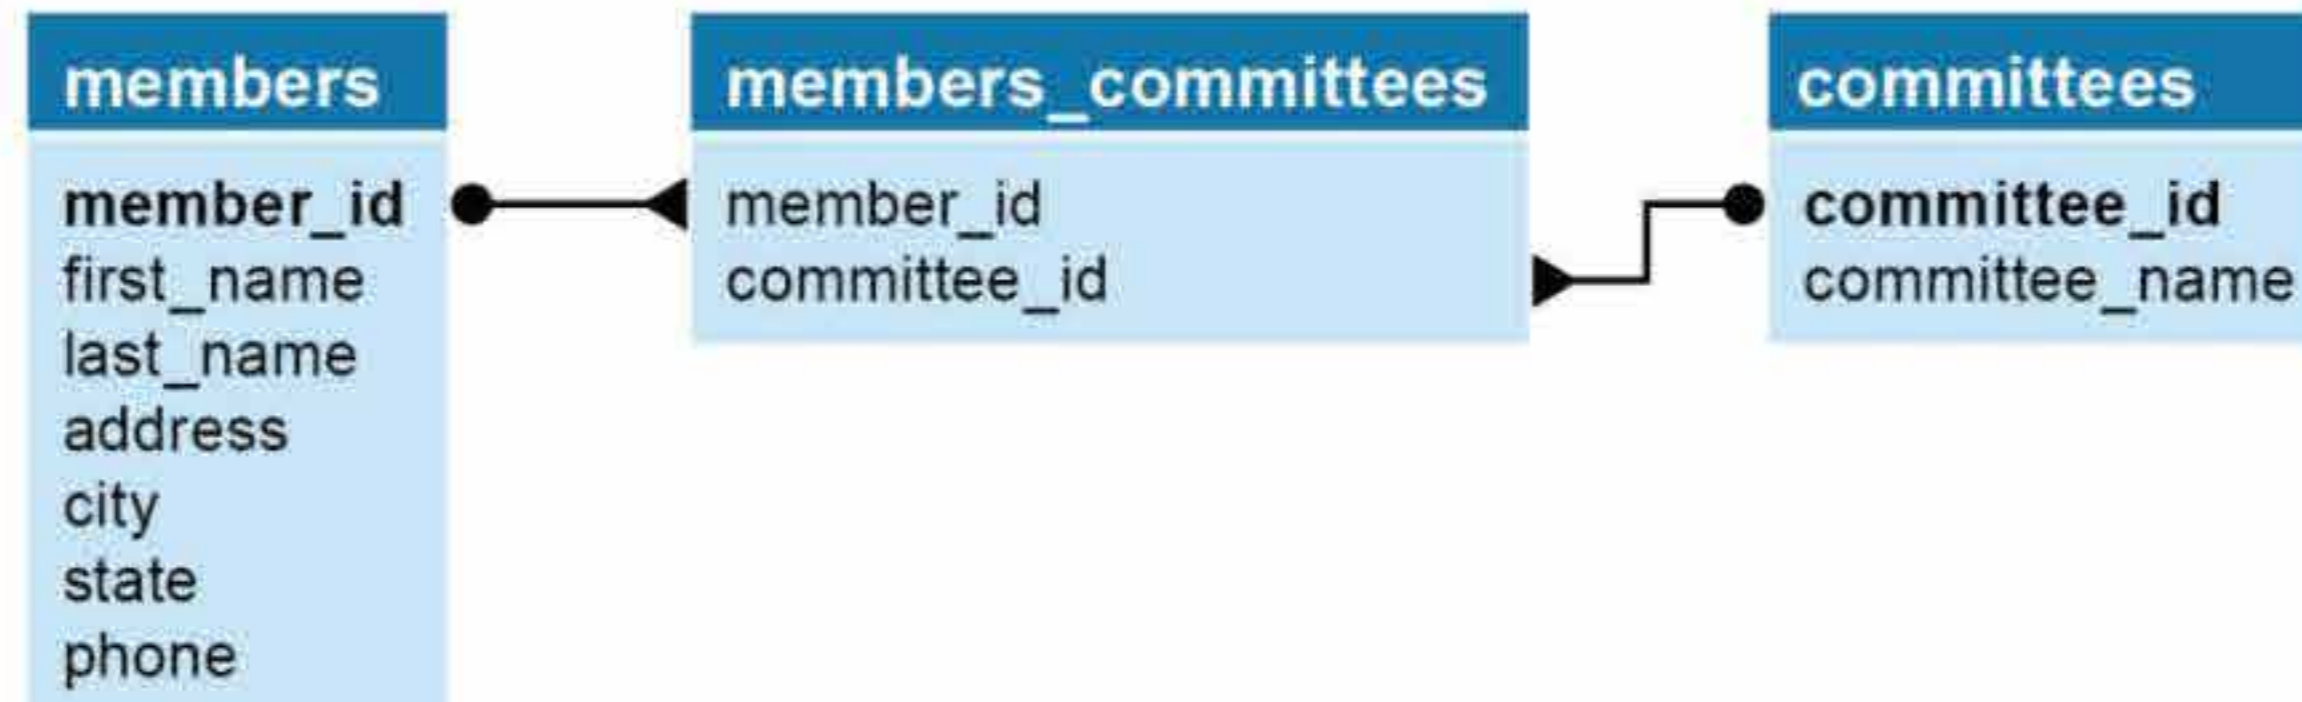 members
member_id
first_name
last_name
address
city
state
phone
members_committees
member_id
committee_id
committees
committee_id
committee_name